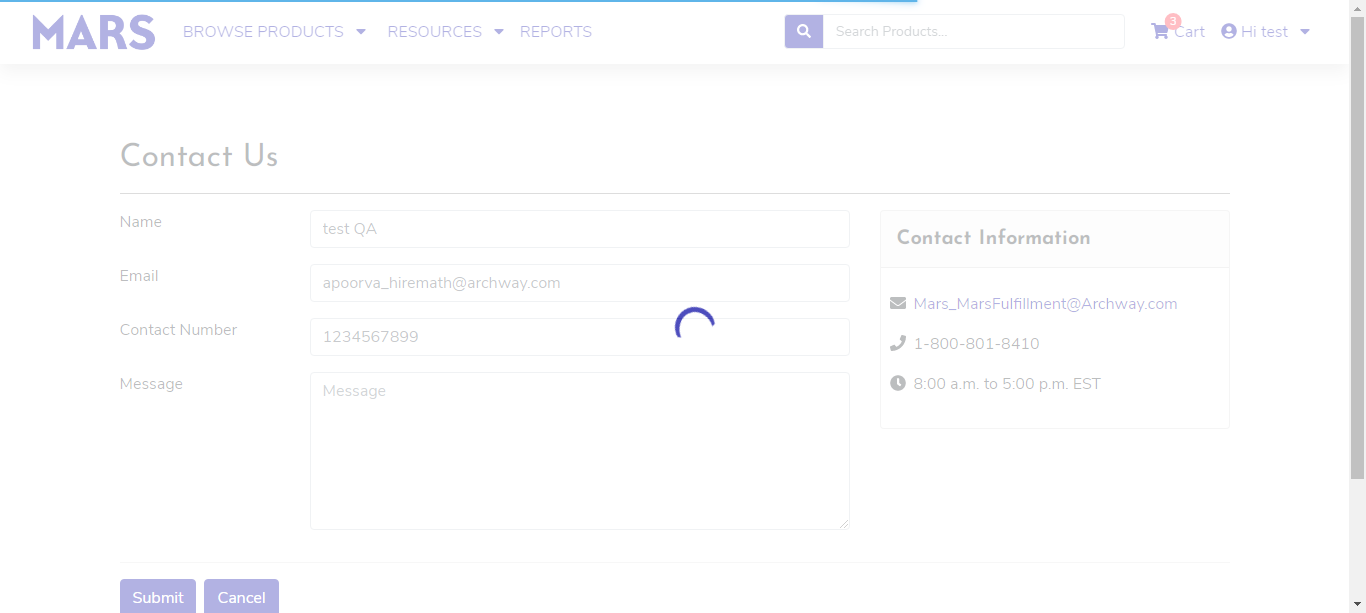 MARS BROWSE PRODUCTS RESOURCES REPORTS Search Products... 3 Cart Hi test
Contact Us
Name test QA
Contact Information
Email apoorva_hiremath@archway.com
Mars_MarsFulfillment@Archway.com
Contact Number 1234567899
1-800-801-8410
Message Message
8:00 a.m. to 5:00 p.m. EST
Submit Cancel